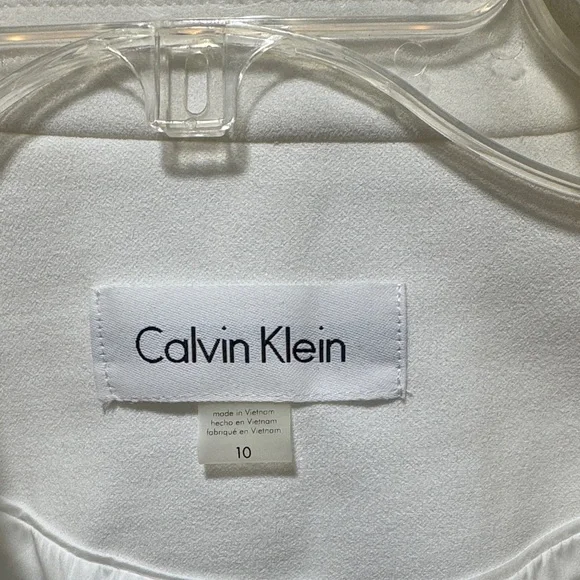 Calvin Klein
made in Vietnam
hecho en Vietnam
fabriqué en Vietnam
10